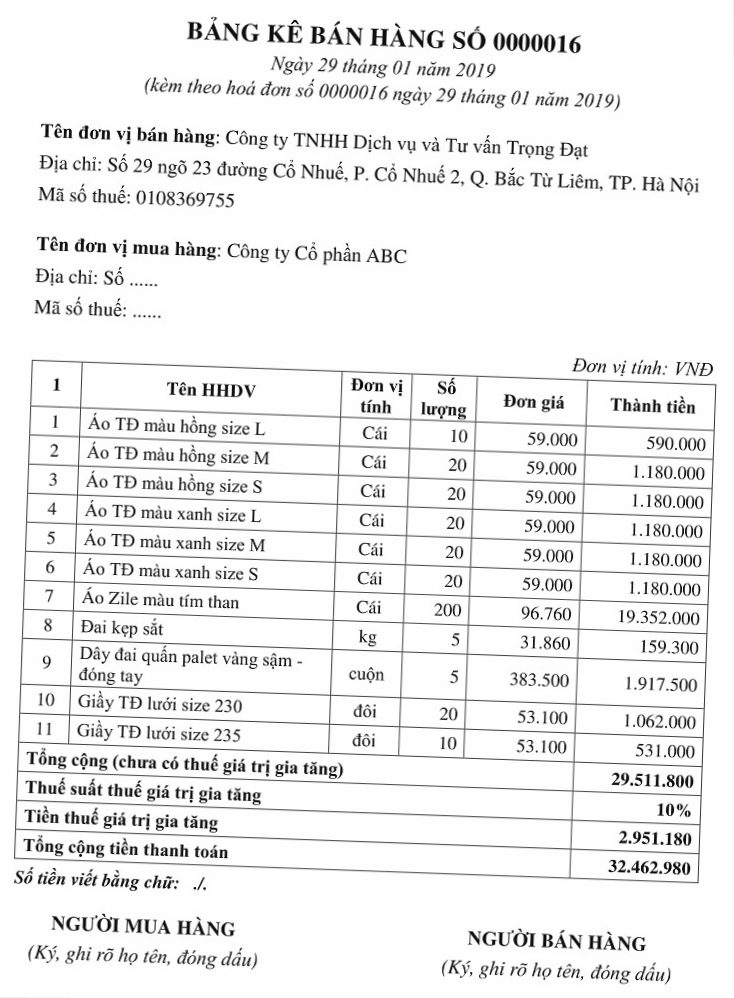 BẢNG KÊ BÁN HÀNG SỐ 0000016
Ngày 29 tháng 01 năm 2019
(kèm theo hoá đơn số 0000016 ngày 29 tháng 01 năm 2019)
Tên đơn vị bán hàng: Công ty TNHH Dịch vụ và Tư vấn Trọng Đạt
Địa chỉ: Số 29 ngõ 23 đường Cổ Nhuế, P. Cổ Nhuế 2, Q. Bắc Từ Liêm, TP. Hà Nội
Mã số thuế: 0108369755
Tên đơn vị mua hàng: Công ty Cổ phần ABC
Địa chỉ: Số ......
Mã số thuế: ......
Đơn vị tính: VNĐ
1 Tên HHDV Đơn vị tính Số lượng Đơn giá Thành tiền
1 Áo TĐ màu hồng size L Cái 10 59.000 590.000
2 Áo TĐ màu hồng size M Cái 20 59.000 1.180.000
3 Áo TĐ màu hồng size S Cái 20 59.000 1.180.000
4 Áo TĐ màu xanh size L Cái 20 59.000 1.180.000
5 Áo TĐ màu xanh size M Cái 20 59.000 1.180.000
6 Áo TĐ màu xanh size S Cái 20 59.000 1.180.000
7 Áo Zile màu tím than Cái 200 96.760 19.352.000
8 Đai kẹp sắt kg 5 31.860 159.300
9 Dây đai quấn palet vàng sậm - đóng tay cuộn 5 383.500 1.917.500
10 Giầy TĐ lưới size 230 đôi 20 53.100 1.062.000
11 Giầy TĐ lưới size 235 đôi 10 53.100 531.000
Tổng cộng (chưa có thuế giá trị gia tăng) 29.511.800
Thuế suất thuế giá trị gia tăng 10%
Tiền thuế giá trị gia tăng 2.951.180
Tổng cộng tiền thanh toán 32.462.980
Số tiền viết bằng chữ: ./.
NGƯỜI MUA HÀNG NGƯỜI BÁN HÀNG
(Ký, ghi rõ họ tên, đóng dấu) (Ký, ghi rõ họ tên, đóng dấu)